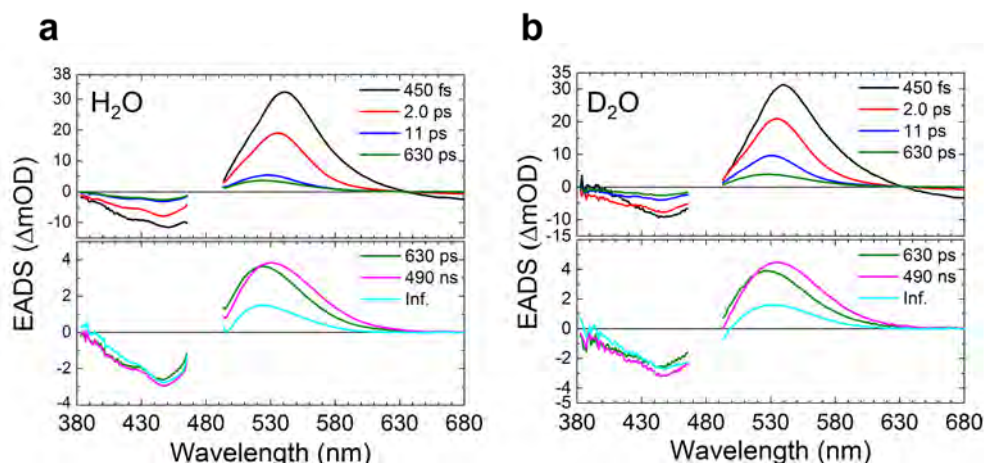 a
H₂O
450 fs
2.0 ps
11 ps
630 ps
38
30
20
10
0
-10
630 ps
490 ns
Inf.
4
2
0
-2
-4
EADS (ΔmOD)
380 430 480 530 580 630 680
Wavelength (nm)
b
D₂O
450 fs
2.0 ps
11 ps
630 ps
35
30
20
10
0
-10
-15
630 ps
490 ns
Inf.
6
4
2
0
-2
-4
-5
EADS (ΔmOD)
380 430 480 530 580 630 680
Wavelength (nm)